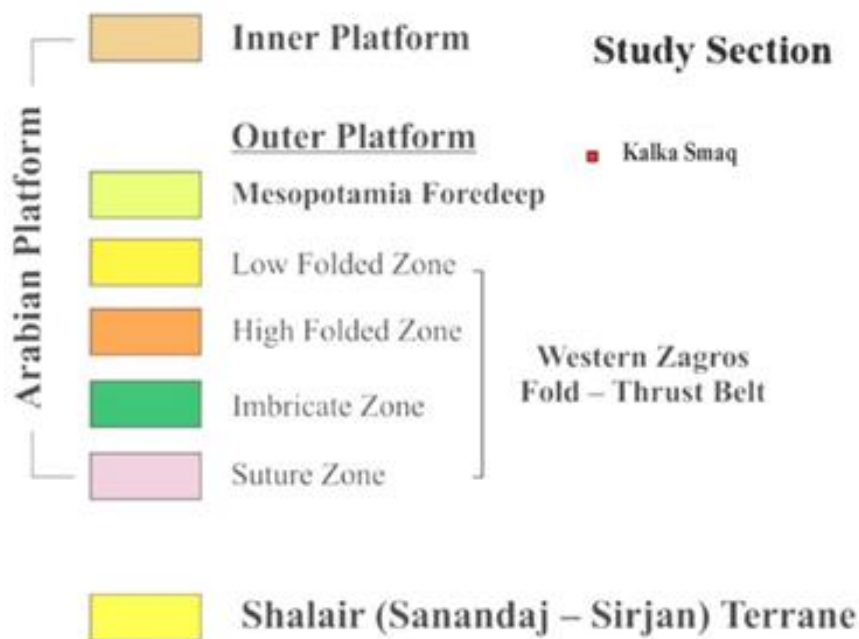 Inner Platform
Study Section
Outer Platform
Kalka Smaq
Mesopotamia Foredeep
Low Folded Zone
High Folded Zone
Western Zagros
Fold – Thrust Belt
Imbricate Zone
Suture Zone
Arabian Platform
Shalair (Sanandaj – Sirjan) Terrane